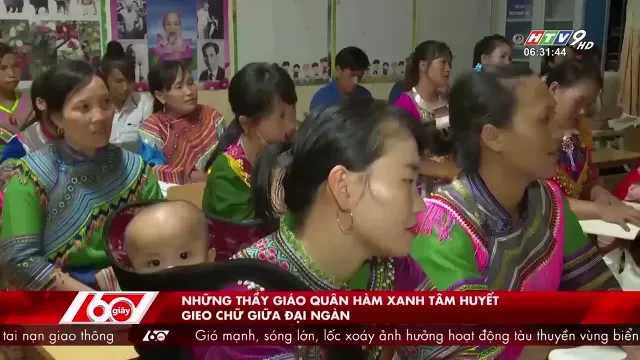 HTV9 HD
06:31:44
60 giây
NHỮNG THẦY GIÁO QUÂN HÀM XANH TÂM HUYẾT
GIEO CHỮ GIỮA ĐẠI NGÀN
tai nạn giao thông 60giây Gió mạnh, sóng lớn, lốc xoáy ảnh hưởng hoạt động tàu thuyền vùng biển